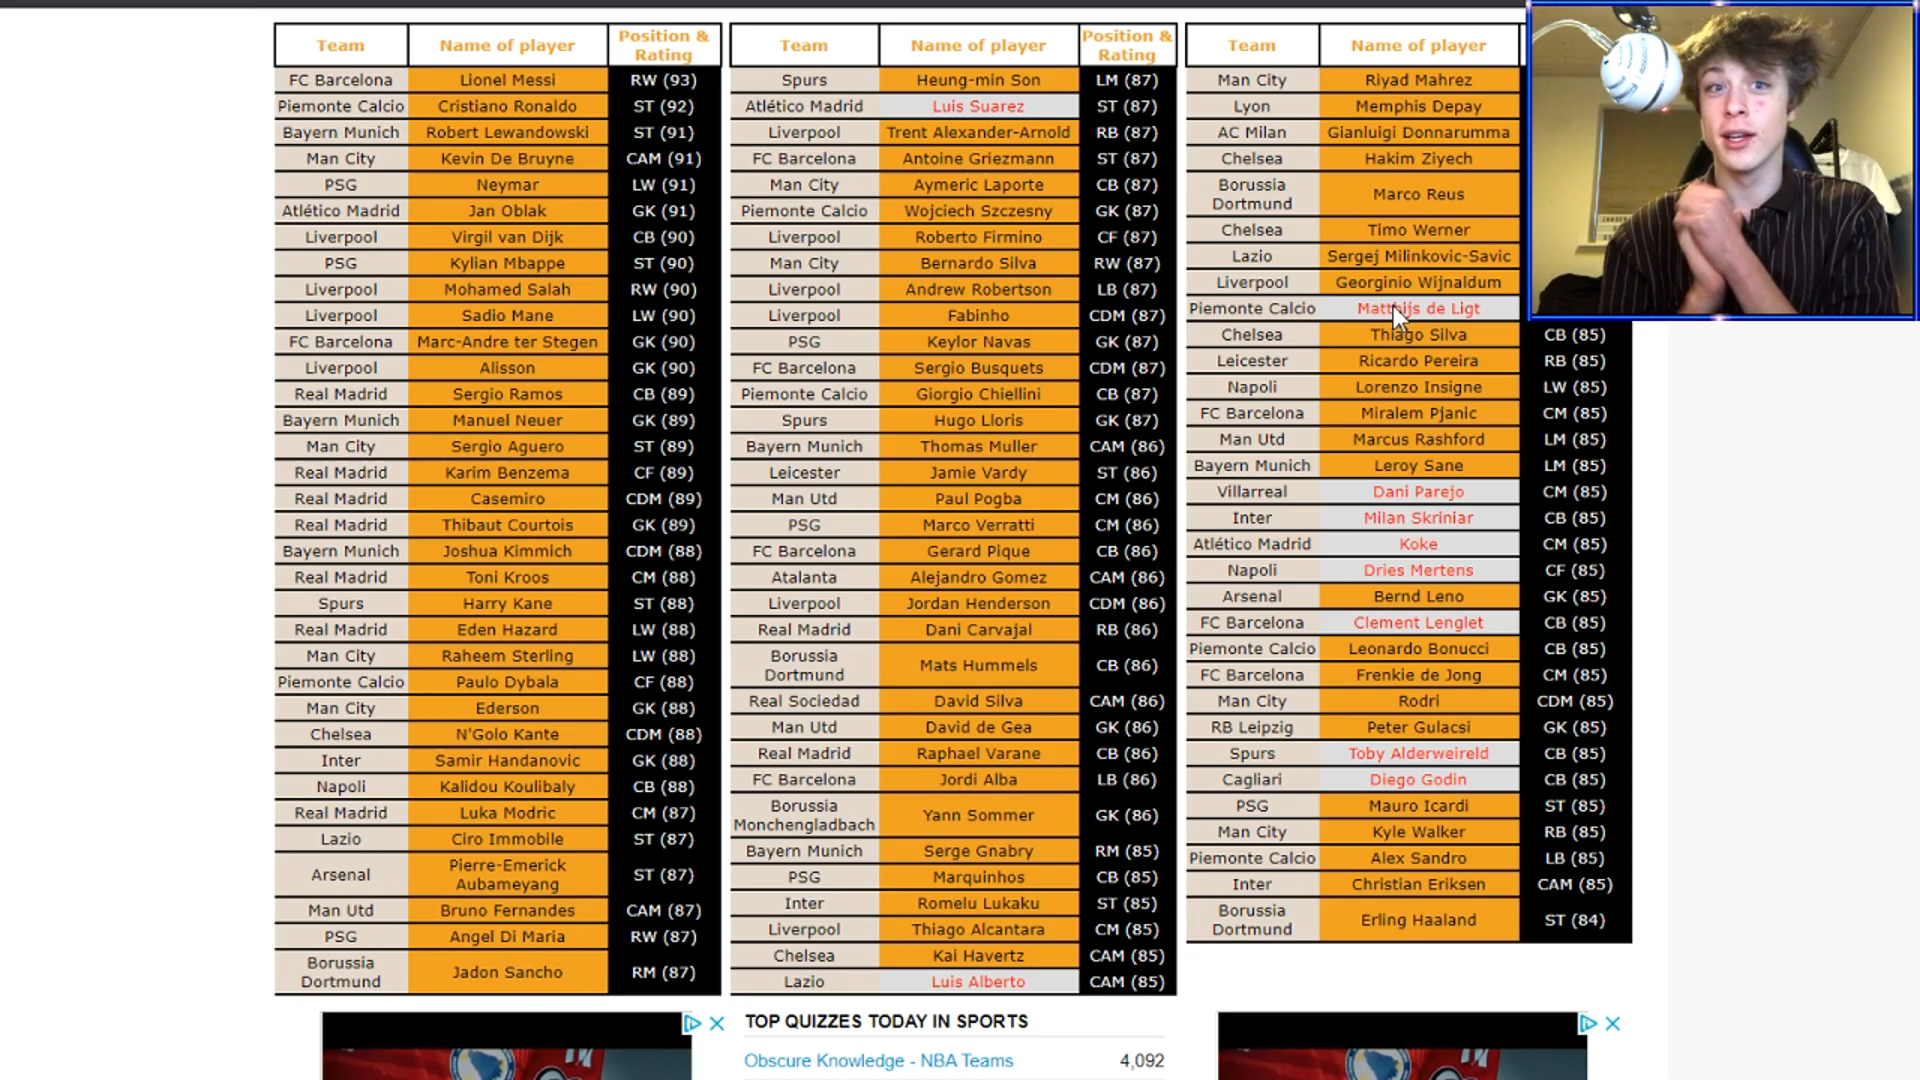 Team Name of player Position & Rating
FC Barcelona Lionel Messi RW (93)
Piemonte Calcio Cristiano Ronaldo ST (92)
Bayern Munich Robert Lewandowski ST (91)
Man City Kevin De Bruyne CAM (91)
PSG Neymar LW (91)
Atlético Madrid Jan Oblak GK (91)
Liverpool Virgil van Dijk CB (90)
PSG Kylian Mbappe ST (90)
Liverpool Mohamed Salah RW (90)
Liverpool Sadio Mane LW (90)
FC Barcelona Marc-Andre ter Stegen GK (90)
Liverpool Alisson GK (90)
Real Madrid Sergio Ramos CB (89)
Bayern Munich Manuel Neuer GK (89)
Man City Sergio Aguero ST (89)
Real Madrid Karim Benzema CF (89)
Real Madrid Casemiro CDM (89)
Real Madrid Thibaut Courtois GK (89)
Bayern Munich Joshua Kimmich CDM (88)
Real Madrid Toni Kroos CM (88)
Spurs Harry Kane ST (88)
Real Madrid Eden Hazard LW (88)
Man City Raheem Sterling LW (88)
Piemonte Calcio Paulo Dybala CF (88)
Man City Ederson GK (88)
Chelsea N'Golo Kante CDM (88)
Inter Samir Handanovic GK (88)
Napoli Kalidou Koulibaly CB (88)
Real Madrid Luka Modric CM (87)
Lazio Ciro Immobile ST (87)
Arsenal Pierre-Emerick Aubameyang ST (87)
Man Utd Bruno Fernandes CAM (87)
PSG Angel Di Maria RW (87)
Borussia Dortmund Jadon Sancho RM (87)
Team Name of player Position & Rating
Spurs Heung-min Son LM (87)
Atlético Madrid Luis Suarez ST (87)
Liverpool Trent Alexander-Arnold RB (87)
FC Barcelona Antoine Griezmann ST (87)
Man City Aymeric Laporte CB (87)
Piemonte Calcio Wojciech Szczesny GK (87)
Liverpool Roberto Firmino CF (87)
Man City Bernardo Silva RW (87)
Liverpool Andrew Robertson LB (87)
Liverpool Fabinho CDM (87)
PSG Keylor Navas GK (87)
FC Barcelona Sergio Busquets CDM (87)
Piemonte Calcio Giorgio Chiellini CB (87)
Spurs Hugo Lloris GK (87)
Bayern Munich Thomas Muller CAM (86)
Leicester Jamie Vardy ST (86)
Man Utd Paul Pogba CM (86)
PSG Marco Verratti CM (86)
FC Barcelona Gerard Pique CB (86)
Atalanta Alejandro Gomez CAM (86)
Liverpool Jordan Henderson CDM (86)
Real Madrid Dani Carvajal RB (86)
Borussia Dortmund Mats Hummels CB (86)
Real Sociedad David Silva CAM (86)
Man Utd David de Gea GK (86)
Real Madrid Raphael Varane CB (86)
FC Barcelona Jordi Alba LB (86)
Borussia Monchengladbach Yann Sommer GK (86)
Bayern Munich Serge Gnabry RM (85)
PSG Marquinhos CB (85)
Inter Romelu Lukaku ST (85)
Liverpool Thiago Alcantara CM (85)
Chelsea Kai Havertz CAM (85)
Lazio Luis Alberto CAM (85)
Team Name of player
Man City Riyad Mahrez
Lyon Memphis Depay
AC Milan Gianluigi Donnarumma
Chelsea Hakim Ziyech
Borussia Dortmund Marco Reus
Chelsea Timo Werner
Lazio Sergej Milinkovic-Savic
Liverpool Georginio Wijnaldum
Piemonte Calcio Matthijs de Ligt
Chelsea Thiago Silva CB (85)
Leicester Ricardo Pereira RB (85)
Napoli Lorenzo Insigne LW (85)
FC Barcelona Miralem Pjanic CM (85)
Man Utd Marcus Rashford LM (85)
Bayern Munich Leroy Sane LM (85)
Villarreal Dani Parejo CM (85)
Inter Milan Skriniar CB (85)
Atlético Madrid Koke CM (85)
Napoli Dries Mertens CF (85)
Arsenal Bernd Leno GK (85)
FC Barcelona Clement Lenglet CB (85)
Piemonte Calcio Leonardo Bonucci CB (85)
FC Barcelona Frenkie de Jong CM (85)
Man City Rodri CDM (85)
RB Leipzig Peter Gulacsi GK (85)
Spurs Toby Alderweireld CB (85)
Cagliari Diego Godin CB (85)
PSG Mauro Icardi ST (85)
Man City Kyle Walker RB (85)
Piemonte Calcio Alex Sandro LB (85)
Inter Christian Eriksen CAM (85)
Borussia Dortmund Erling Haaland ST (84)
TOP QUIZZES TODAY IN SPORTS
Obscure Knowledge - NBA Teams 4,092